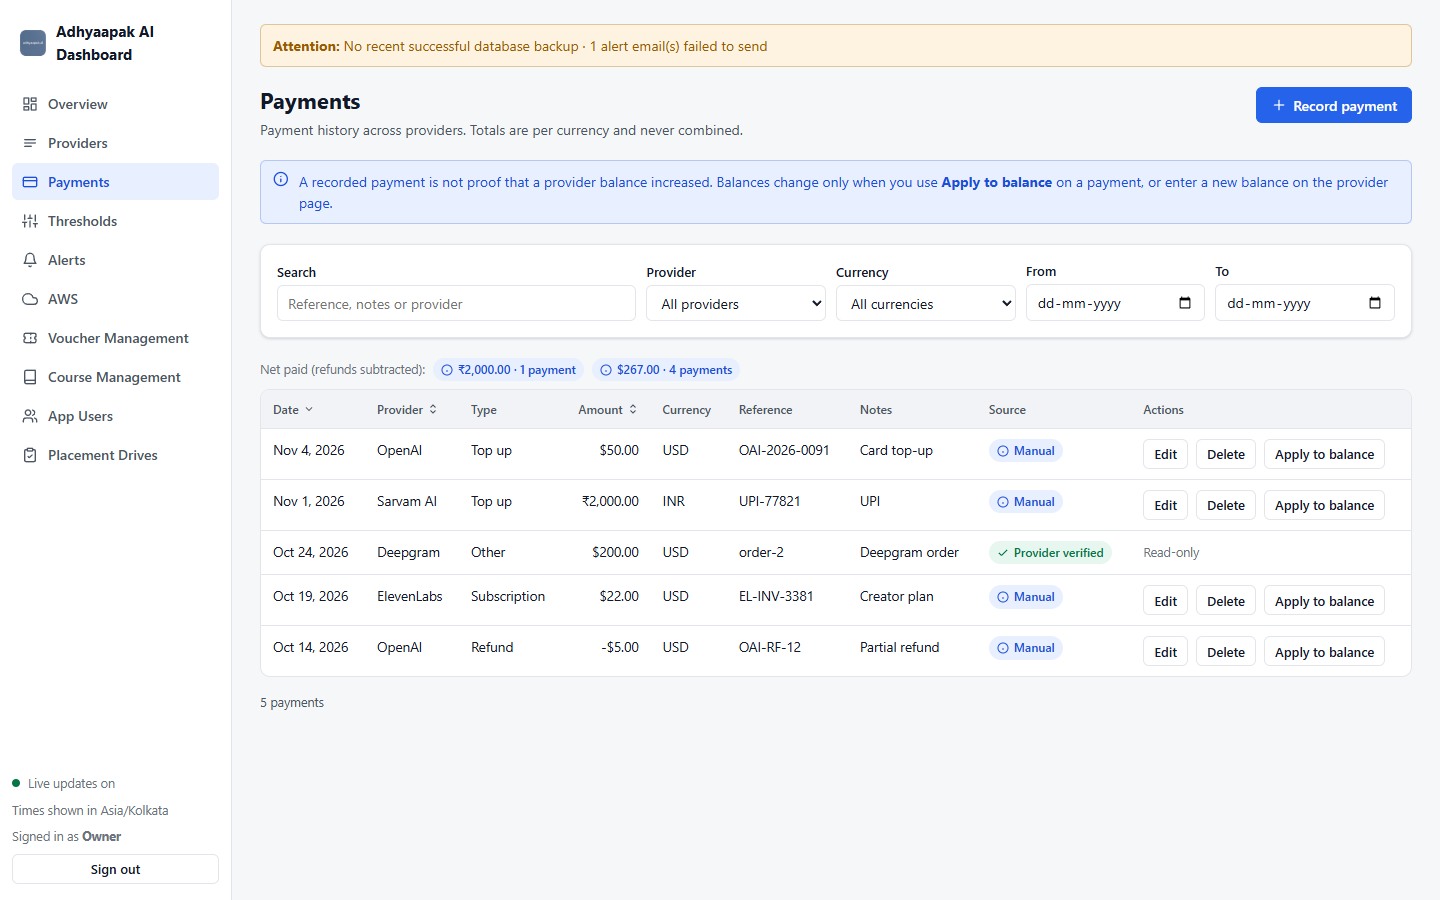 Adhyaapak AI
Dashboard
Overview
Providers
Payments
Thresholds
Alerts
AWS
Voucher Management
Course Management
App Users
Placement Drives
Live updates on
Times shown in Asia/Kolkata
Signed in as Owner
Sign out
Attention: No recent successful database backup · 1 alert email(s) failed to send
Payments
Payment history across providers. Totals are per currency and never combined.
+ Record payment
A recorded payment is not proof that a provider balance increased. Balances change only when you use Apply to balance on a payment, or enter a new balance on the provider
page.
Search Provider Currency From To
Reference, notes or provider All providers All currencies dd-mm-yyyy dd-mm-yyyy
Net paid (refunds subtracted): ₹2,000.00 · 1 payment $267.00 · 4 payments
Date Provider Type Amount Currency Reference Notes Source Actions
Nov 4, 2026 OpenAI Top up $50.00 USD OAI-2026-0091 Card top-up Manual Edit Delete Apply to balance
Nov 1, 2026 Sarvam AI Top up ₹2,000.00 INR UPI-77821 UPI Manual Edit Delete Apply to balance
Oct 24, 2026 Deepgram Other $200.00 USD order-2 Deepgram order Provider verified Read-only
Oct 19, 2026 ElevenLabs Subscription $22.00 USD EL-INV-3381 Creator plan Manual Edit Delete Apply to balance
Oct 14, 2026 OpenAI Refund -$5.00 USD OAI-RF-12 Partial refund Manual Edit Delete Apply to balance
5 payments